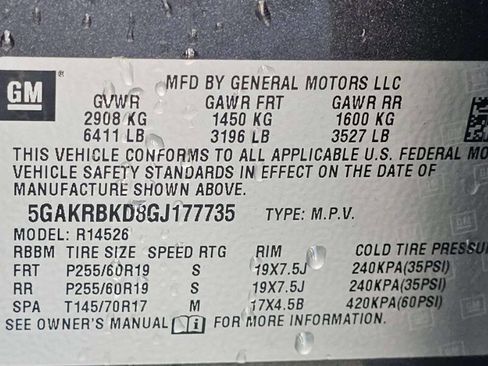 GM
MFD BY GENERAL MOTORS LLC
GVWR GAWR FRT GAWR RR
2908 KG 1450 KG 1600 KG
6411 LB 3196 LB 3527 LB
THIS VEHICLE CONFORMS TO ALL APPLICABLE U.S. FEDERAL
VEHICLE SAFETY STANDARDS IN EFFECT ON THE DATE OF
MANUFACTURE SHOWN ABOVE.
5GAKRBKD8GJ177735 TYPE: M.P.V.
MODEL: R14526
RBBM TIRE SIZE SPEED RTG RIM COLD TIRE PRESSU
FRT P255/60R19 S 19X7.5J 240KPA(35PSI)
RR P255/60R19 S 19X7.5J 240KPA(35PSI)
SPA T145/70R17 M 17X4.5B 420KPA(60PSI)
SEE OWNER'S MANUAL FOR MORE INFORMATION.